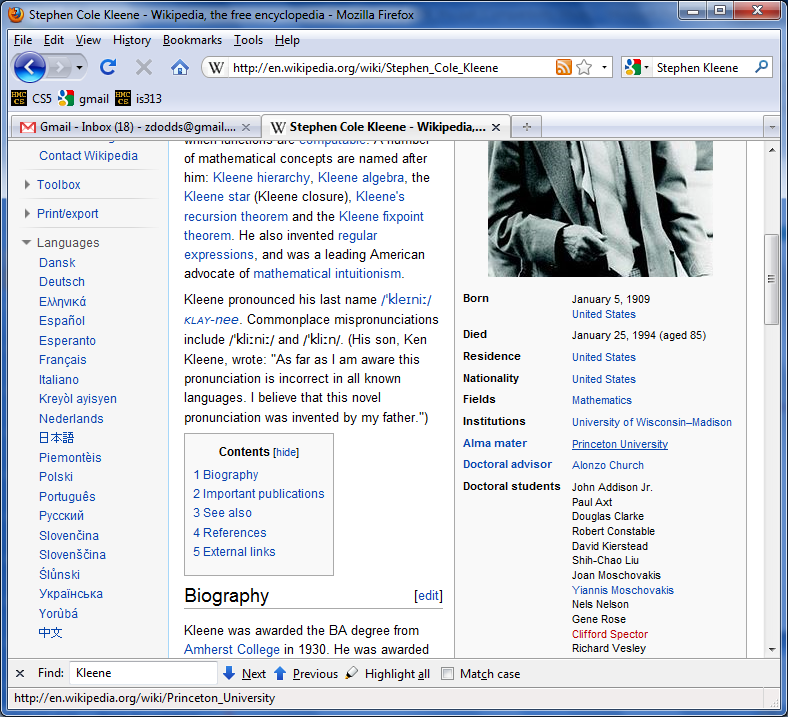 Stephen Cole Kleene - Wikipedia, the free encyclopedia - Mozilla Firefox
File Edit View History Bookmarks Tools Help
W http://en.wikipedia.org/wiki/Stephen_Cole_Kleene Stephen Kleene
HMC CS CS5 gmail HMC CS is313
Gmail - Inbox (18) - zdodds@gmail.... W Stephen Cole Kleene - Wikipedia,...
Contact Wikipedia
Toolbox
Print/export
Languages
Dansk
Deutsch
Ελληνικά
Español
Esperanto
Français
Italiano
Kreyòl ayisyen
Nederlands
日本語
Piemontèis
Polski
Português
Русский
Slovenčina
Slovenščina
Ślůnski
Українська
Yorùbá
中文
which functions are computable. A number
of mathematical concepts are named after
him: Kleene hierarchy, Kleene algebra, the
Kleene star (Kleene closure), Kleene's
recursion theorem and the Kleene fixpoint
theorem. He also invented regular
expressions, and was a leading American
advocate of mathematical intuitionism.
Kleene pronounced his last name /ˈkleɪniː/
KLAY-nee. Commonplace mispronunciations
include /ˈkliːniː/ and /ˈkliːn/. (His son, Ken
Kleene, wrote: "As far as I am aware this
pronunciation is incorrect in all known
languages. I believe that this novel
pronunciation was invented by my father.")
Contents [hide]
1 Biography
2 Important publications
3 See also
4 References
5 External links
Biography [edit]
Kleene was awarded the BA degree from
Amherst College in 1930. He was awarded
Born January 5, 1909
United States
Died January 25, 1994 (aged 85)
Residence United States
Nationality United States
Fields Mathematics
Institutions University of Wisconsin–Madison
Alma mater Princeton University
Doctoral advisor Alonzo Church
Doctoral students John Addison Jr.
Paul Axt
Douglas Clarke
Robert Constable
David Kierstead
Shih-Chao Liu
Joan Moschovakis
Yiannis Moschovakis
Nels Nelson
Gene Rose
Clifford Spector
Richard Vesley
Find: Kleene Next Previous Highlight all Match case
http://en.wikipedia.org/wiki/Princeton_University